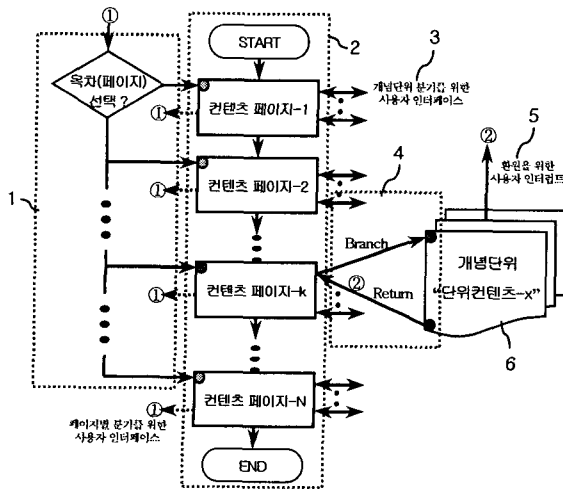 ①
START
2
3
목차(페이지)
선택 ?
컨텐츠 페이지-1
①
개념단위 분기를 위한
사용자 인터페이스
5
②
환원을 위한
사용자 인터럽트
4
컨텐츠 페이지-2
①
1
Branch
②
Return
개념단위
“단위컨텐츠-x”
컨텐츠 페이지-k
①
6
컨텐츠 페이지-N
①
페이지별 분기를 위한
사용자 인터페이스
END